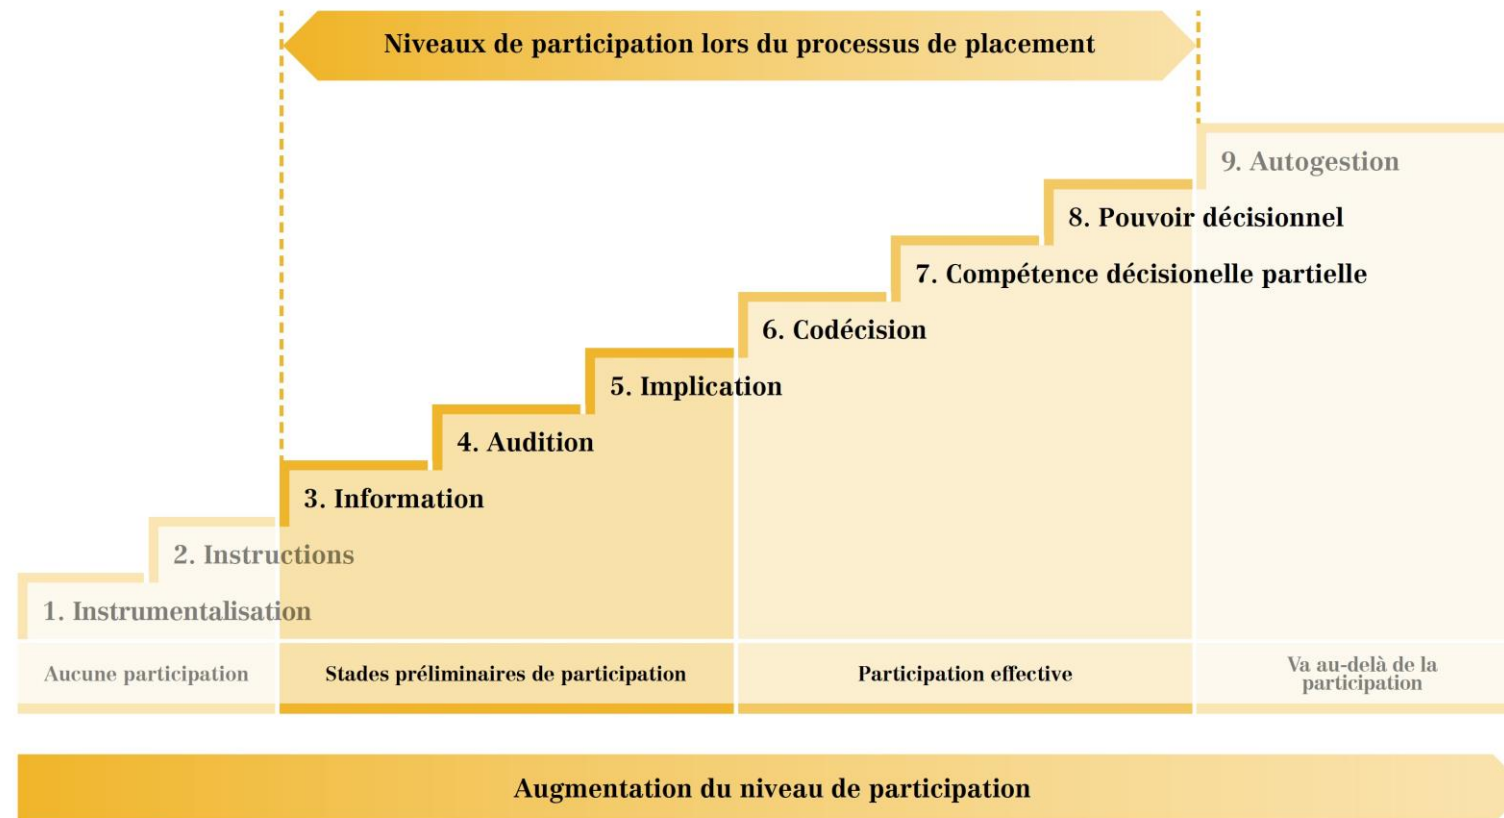 Niveaux de participation lors du processus de placement
9. Autogestion
8. Pouvoir décisionnel
7. Compétence décisionelle partielle
6. Codécision
5. Implication
4. Audition
3. Information
2. Instructions
1. Instrumentalisation
Aucune participation
Stades préliminaires de participation
Participation effective
Va au-delà de la
participation
Augmentation du niveau de participation